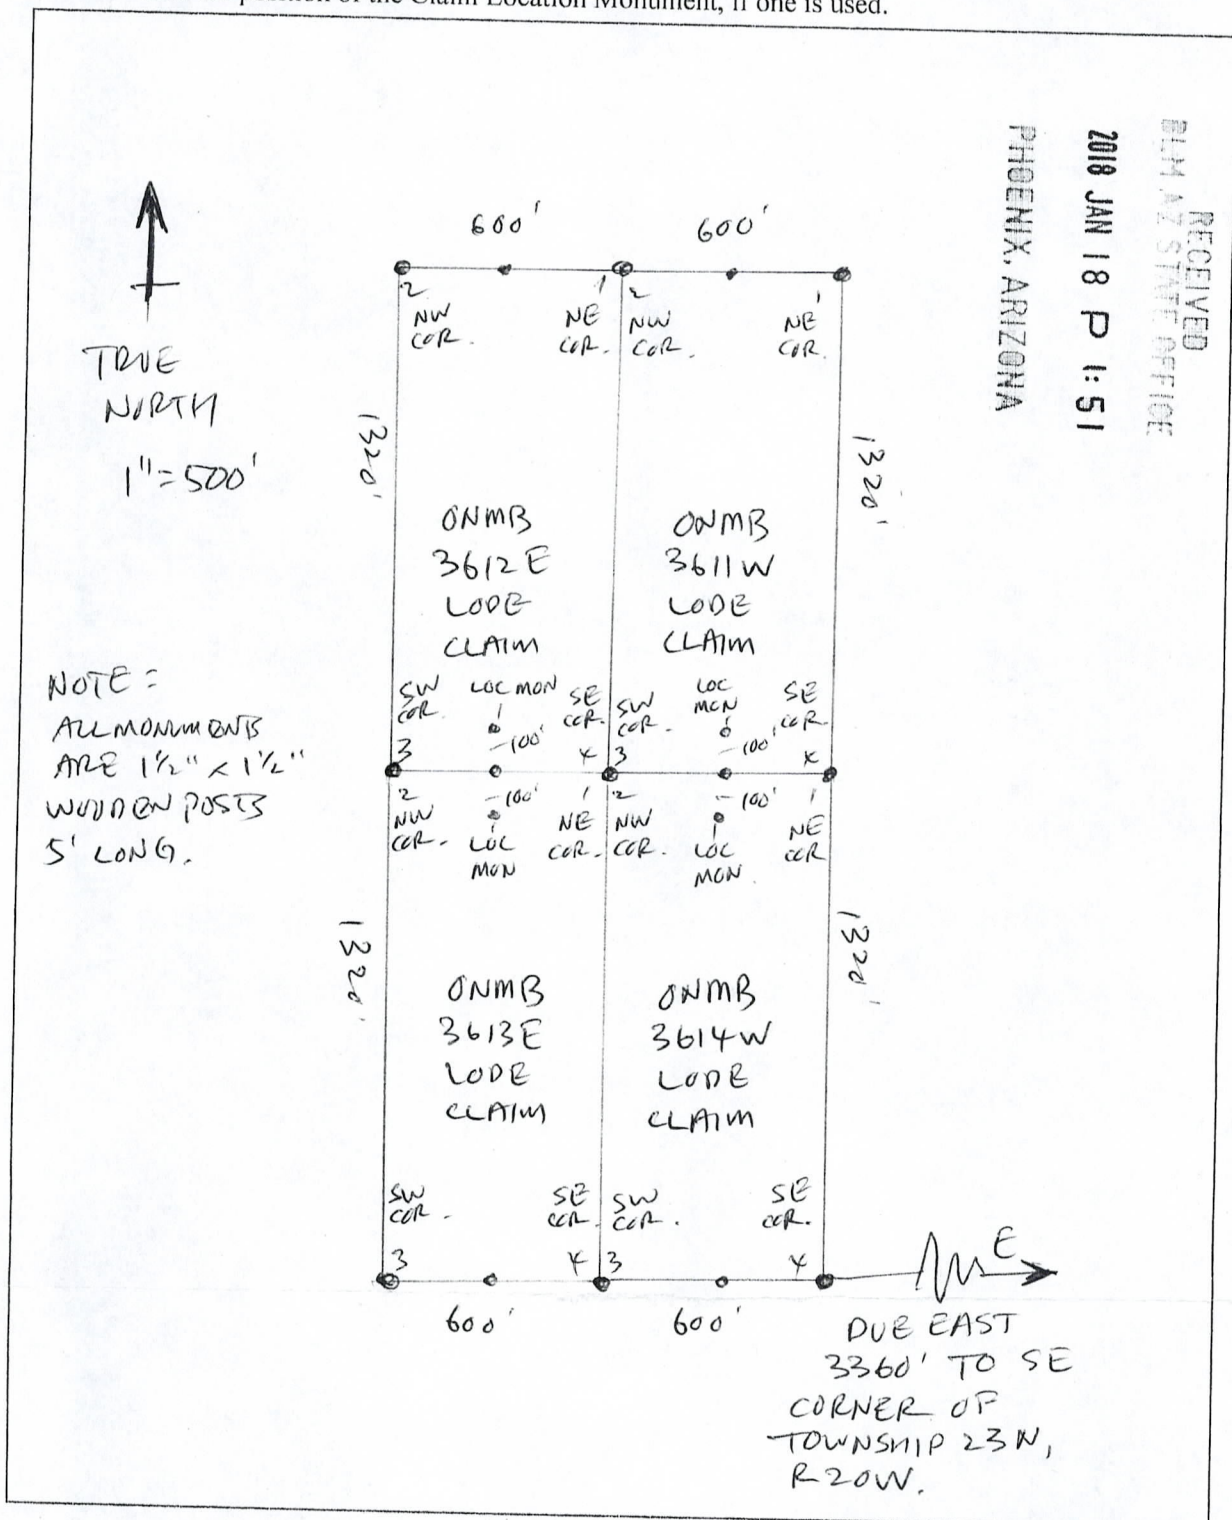 position of the Claim Location Monument, if one is used.
RECEIVED
BLM AZ STATE OFFICE
2018 JAN 18 P 1:51
PHOENIX, ARIZONA
600' 600'
2 1 2 1
NW NE NW NE
COR. COR. COR. COR.
TRUE
NORTH
1"=500'
1320' 1320'
ONMB ONMB
3612E 3611W
LODE LODE
CLAIM CLAIM
NOTE=
ALL MONUMENTS
ARE 1½" x 1½"
WOODEN POSTS
5' LONG.
SW LOC MON SE SW LOC SE
COR. COR. COR. MON COR.
100' 100'
3 4 3 4
2 100' 1 2 100' 1
NW NE NW NE
COR. LOC COR. COR. LOC COR
MON MON.
1320' 1320'
ONMB ONMB
3613E 3614W
LODE LODE
CLAIM CLAIM
SW SE SW SE
COR. COR. COR. COR.
3 4 3 4
E
600' 600'
DUE EAST
3360' TO SE
CORNER OF
TOWNSHIP 23N,
R20W.